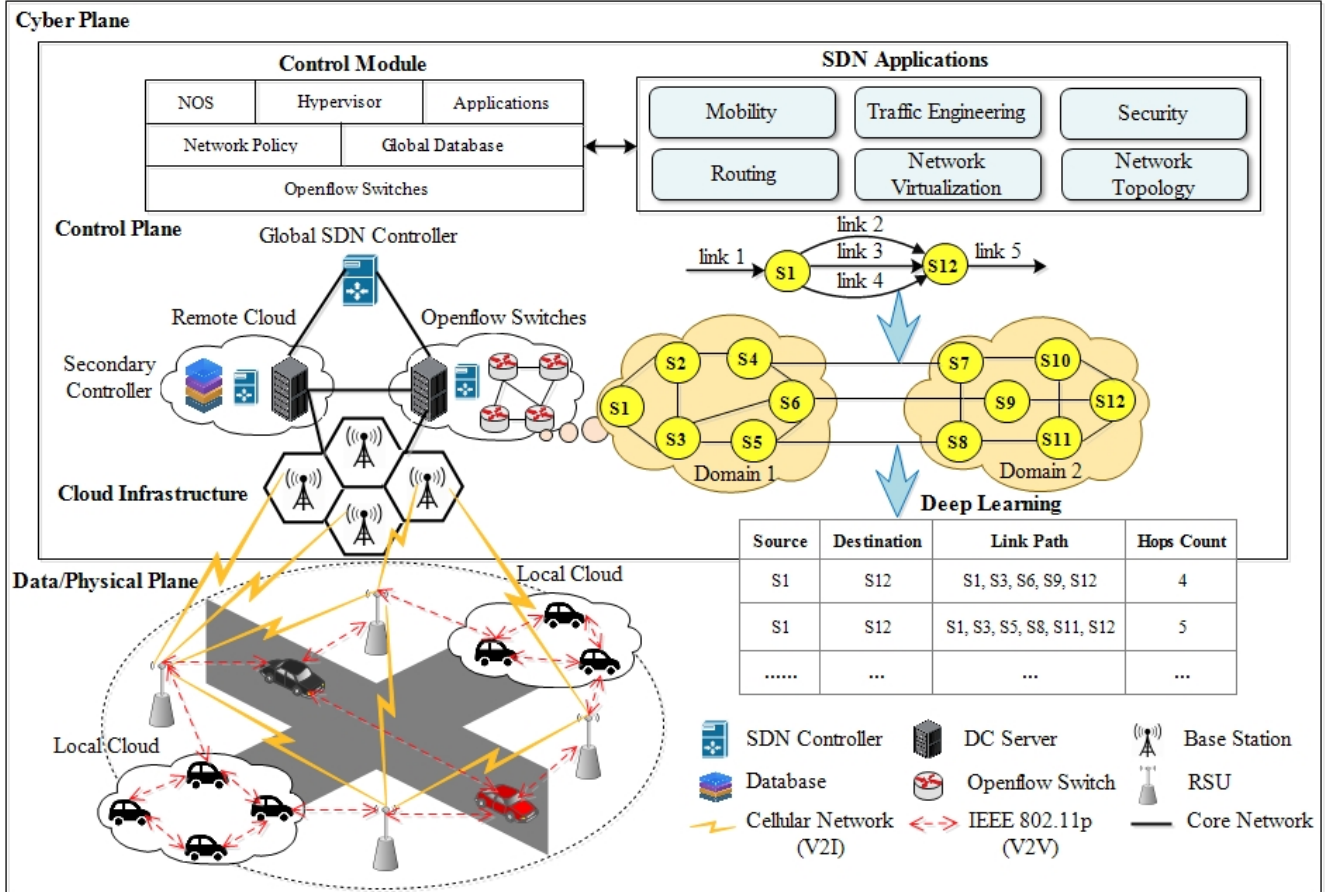 Cyber Plane
Control Module
SDN Applications
NOS
Hypervisor
Applications
Network Policy
Global Database
Openflow Switches
Mobility
Traffic Engineering
Security
Routing
Network
Virtualization
Network
Topology
Control Plane
Global SDN Controller
link 1
link 2
link 3
link 4
link 5
S1
S12
Remote Cloud
Openflow Switches
Secondary
Controller
S1
S2
S4
S6
S3
S5
Domain 1
S7
S10
S9
S12
S8
S11
Domain 2
Cloud Infrastructure
Deep Learning
Source Destination Link Path Hops Count
S1 S12 S1, S3, S6, S9, S12 4
S1 S12 S1, S3, S5, S8, S11, S12 5
...... ... ... ...
Data/Physical Plane
Local Cloud
Local Cloud
SDN Controller
DC Server
Base Station
Database
Openflow Switch
RSU
Cellular Network
(V2I)
IEEE 802.11p
(V2V)
Core Network